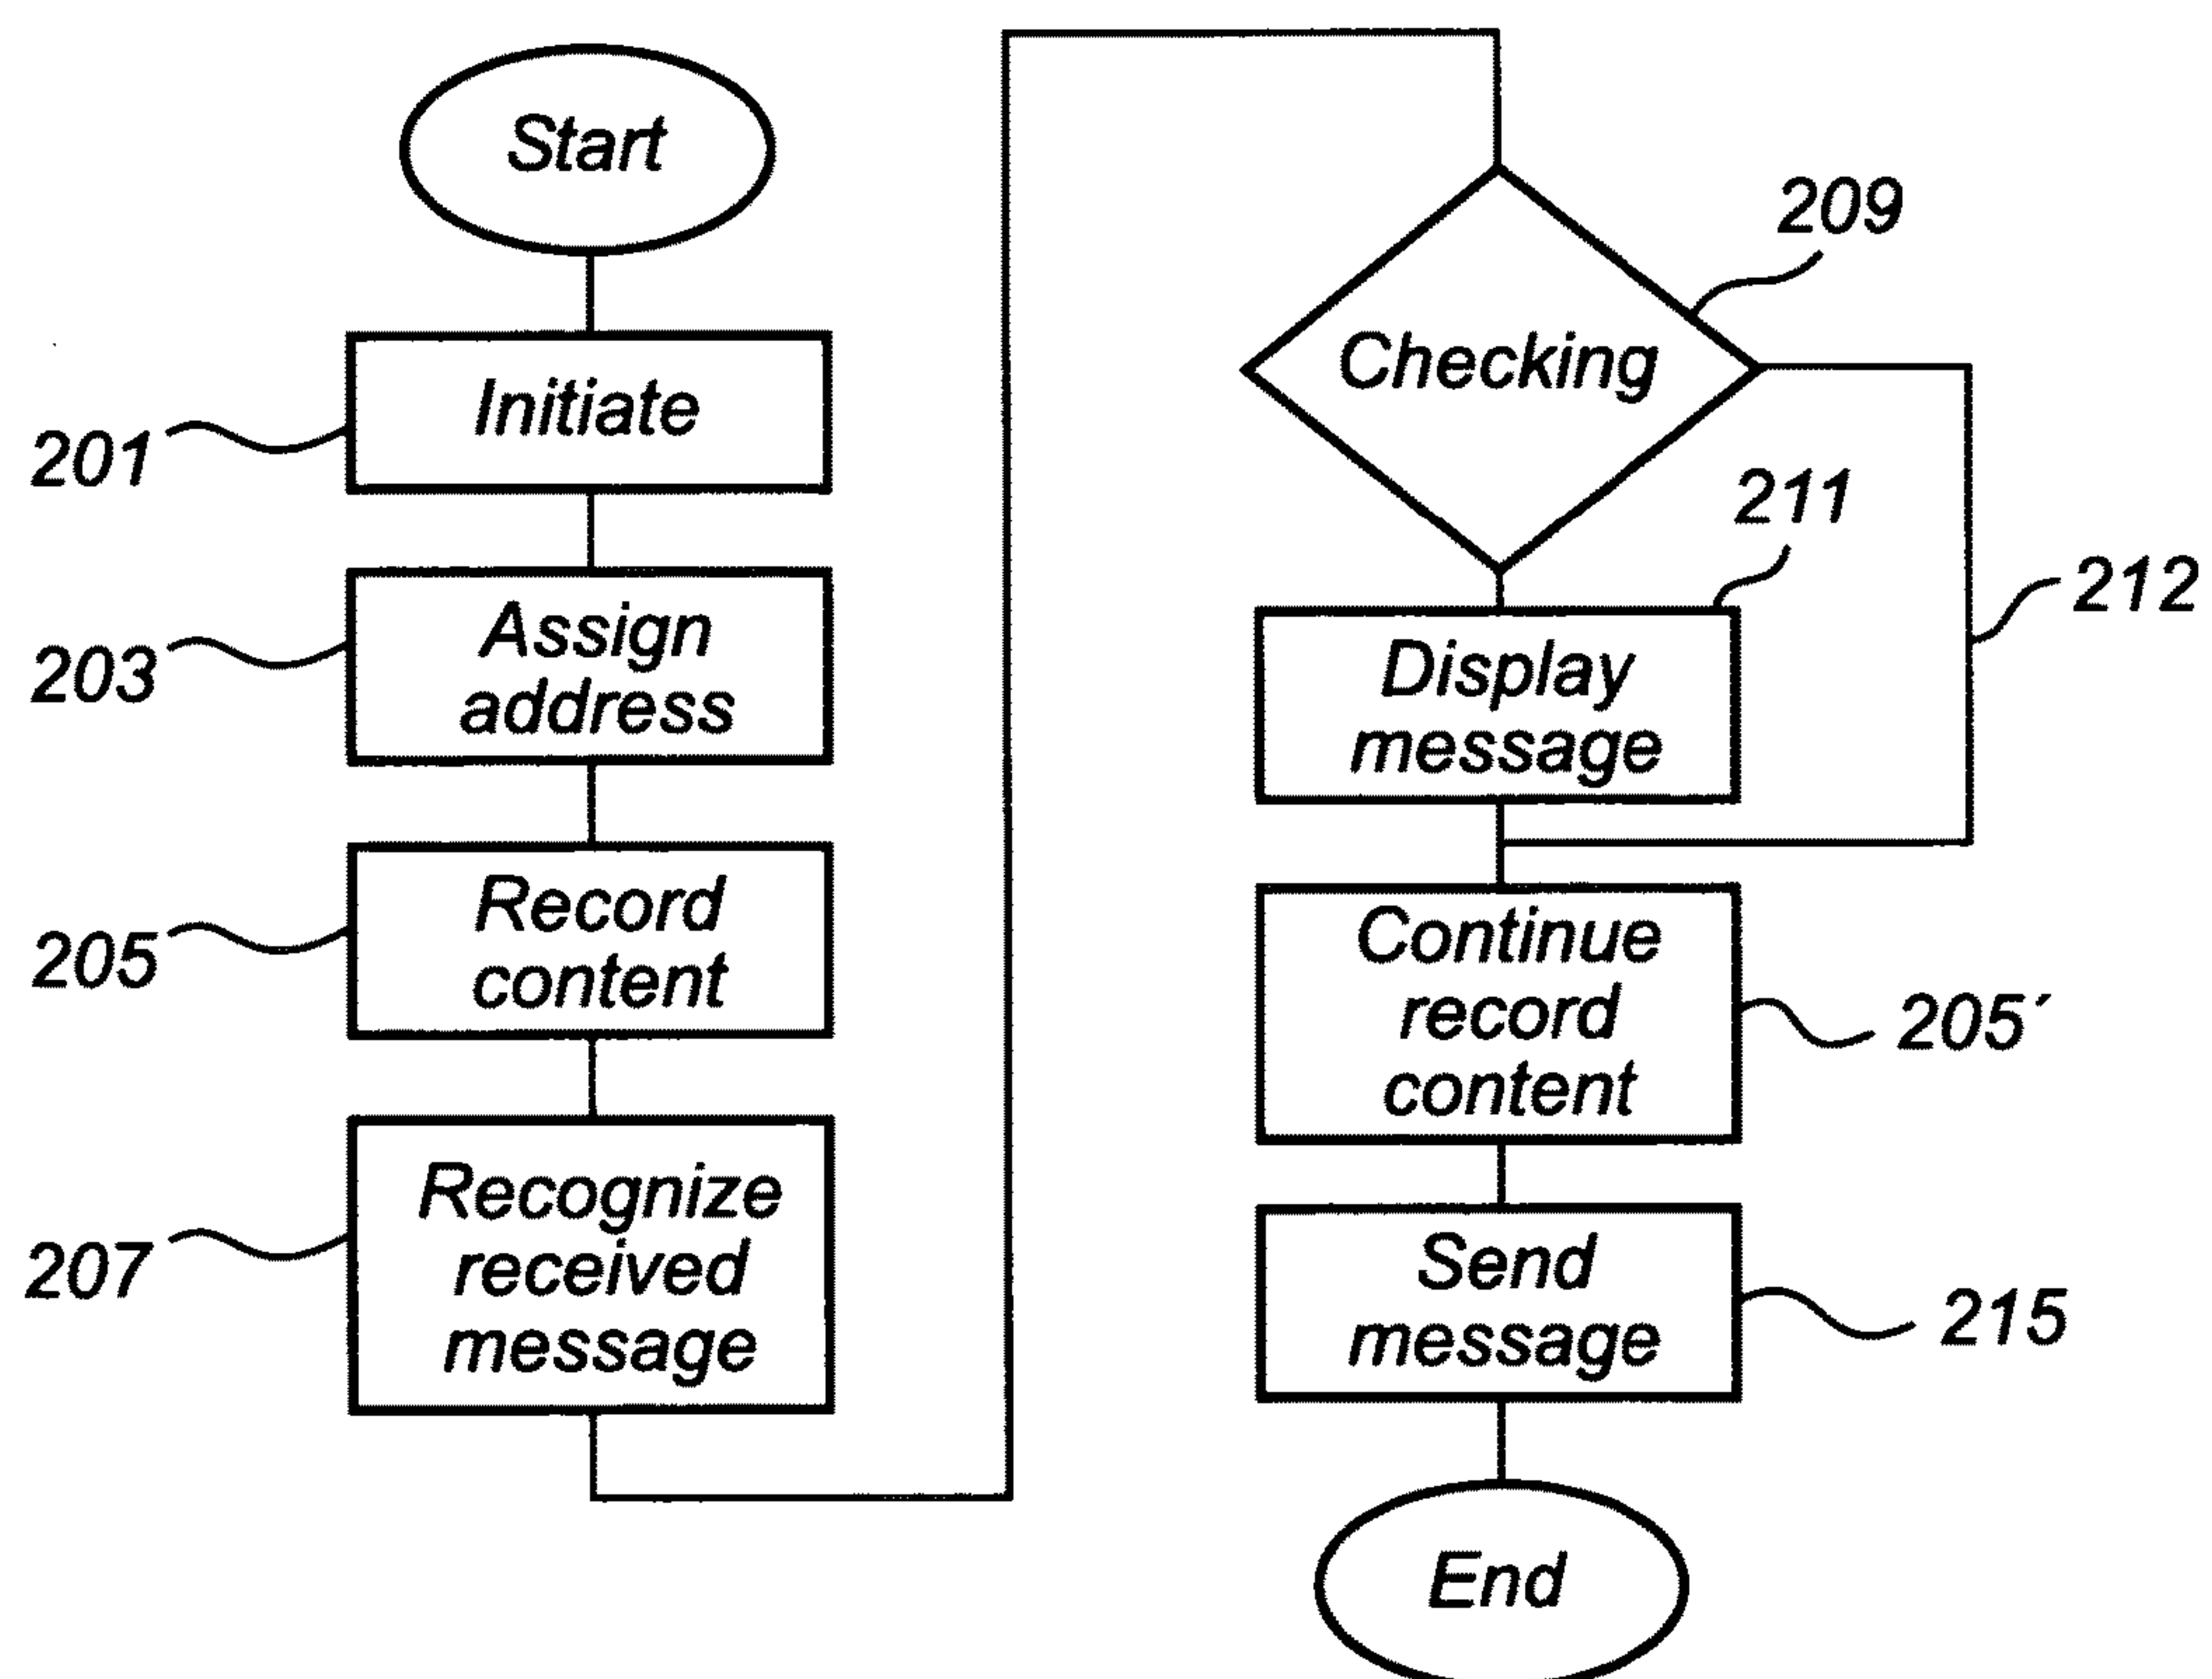 Start
201
Initiate
203
Assign
address
205
Record
content
207
Recognize
received
message
209
Checking
211
212
Display
message
Continue
record
content
205´
Send
message
215
End